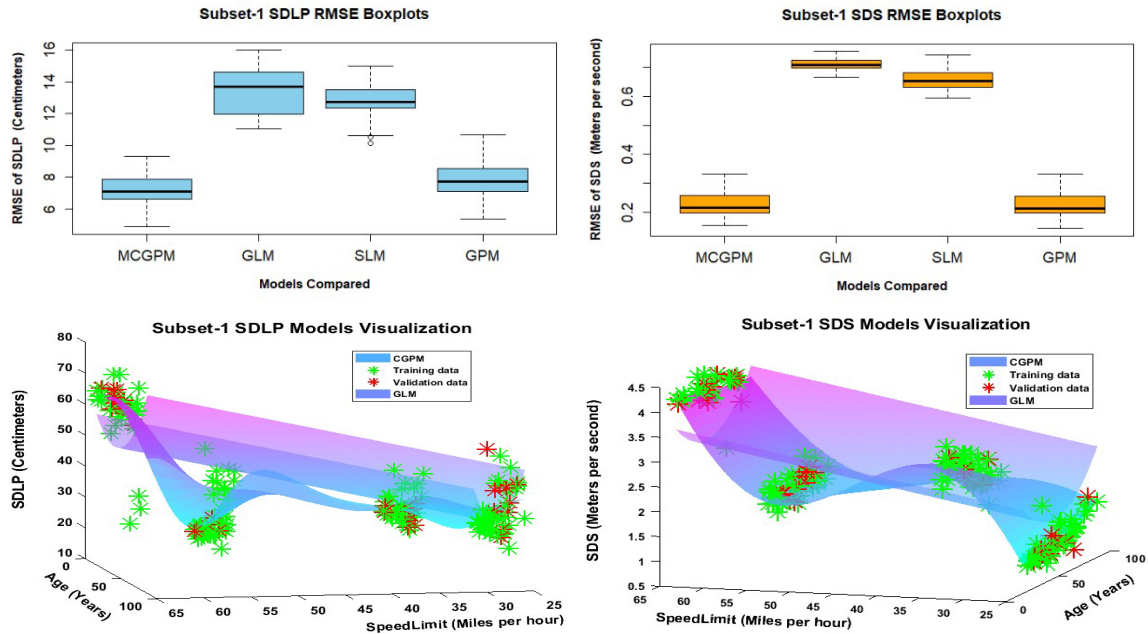 Subset-1 SDLP RMSE Boxplots
RMSE of SDLP (Centimeters)
16
14
12
10
8
6
MCGPM GLM SLM GPM
Models Compared
Subset-1 SDS RMSE Boxplots
RMSE of SDS (Meters per second)
0.6
0.4
0.2
MCGPM GLM SLM GPM
Models Compared
Subset-1 SDLP Models Visualization
CGPM
Training data
Validation data
GLM
SDLP (Centimeters)
80
70
60
50
40
30
20
10
0
50
100
Age (Years)
65 60 55 50 45 40 35 30 25
SpeedLimit (Miles per hour)
Subset-1 SDS Models Visualization
CGPM
Training data
Validation data
GLM
SDS (Meters per second)
4.5
4
3.5
3
2.5
2
1.5
1
0.5
65 60 55 50 45 40 35 30 25
SpeedLimit (Miles per hour)
0
50
100
Age (Years)